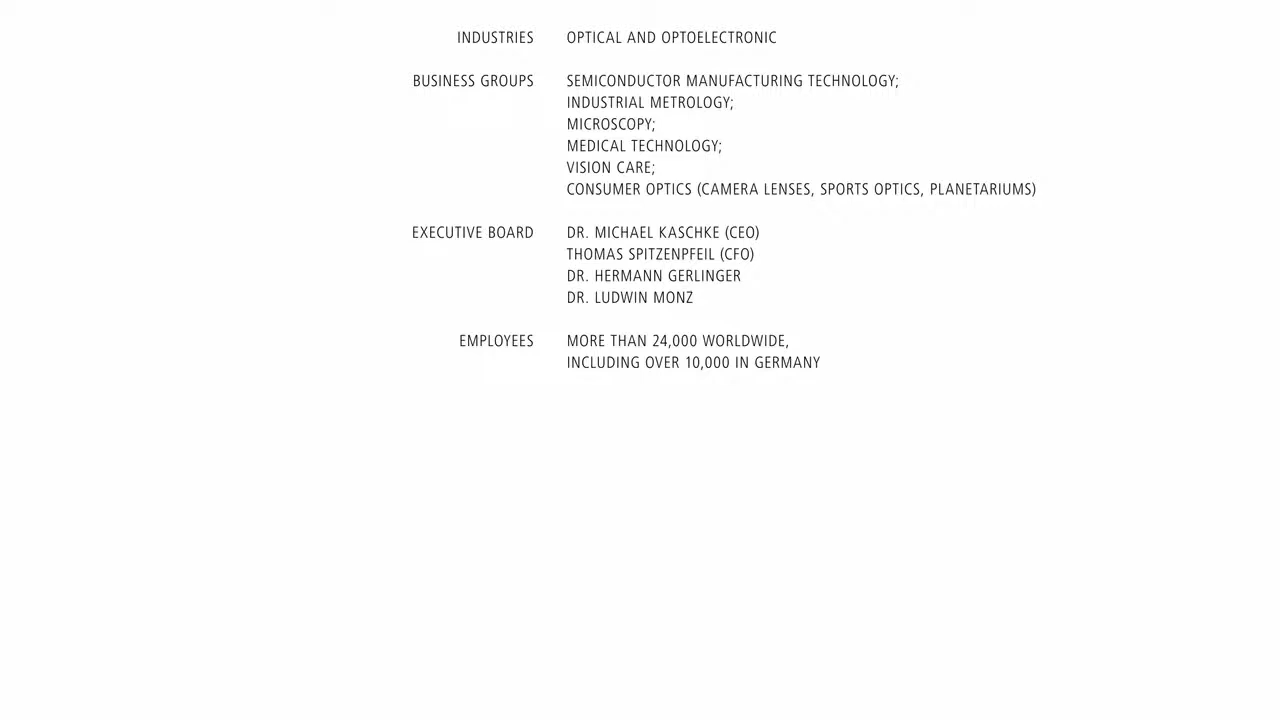 INDUSTRIES OPTICAL AND OPTOELECTRONIC
BUSINESS GROUPS SEMICONDUCTOR MANUFACTURING TECHNOLOGY;
INDUSTRIAL METROLOGY;
MICROSCOPY;
MEDICAL TECHNOLOGY;
VISION CARE;
CONSUMER OPTICS (CAMERA LENSES, SPORTS OPTICS, PLANETARIUMS)
EXECUTIVE BOARD DR. MICHAEL KASCHKE (CEO)
THOMAS SPITZENPFEIL (CFO)
DR. HERMANN GERLINGER
DR. LUDWIN MONZ
EMPLOYEES MORE THAN 24,000 WORLDWIDE,
INCLUDING OVER 10,000 IN GERMANY